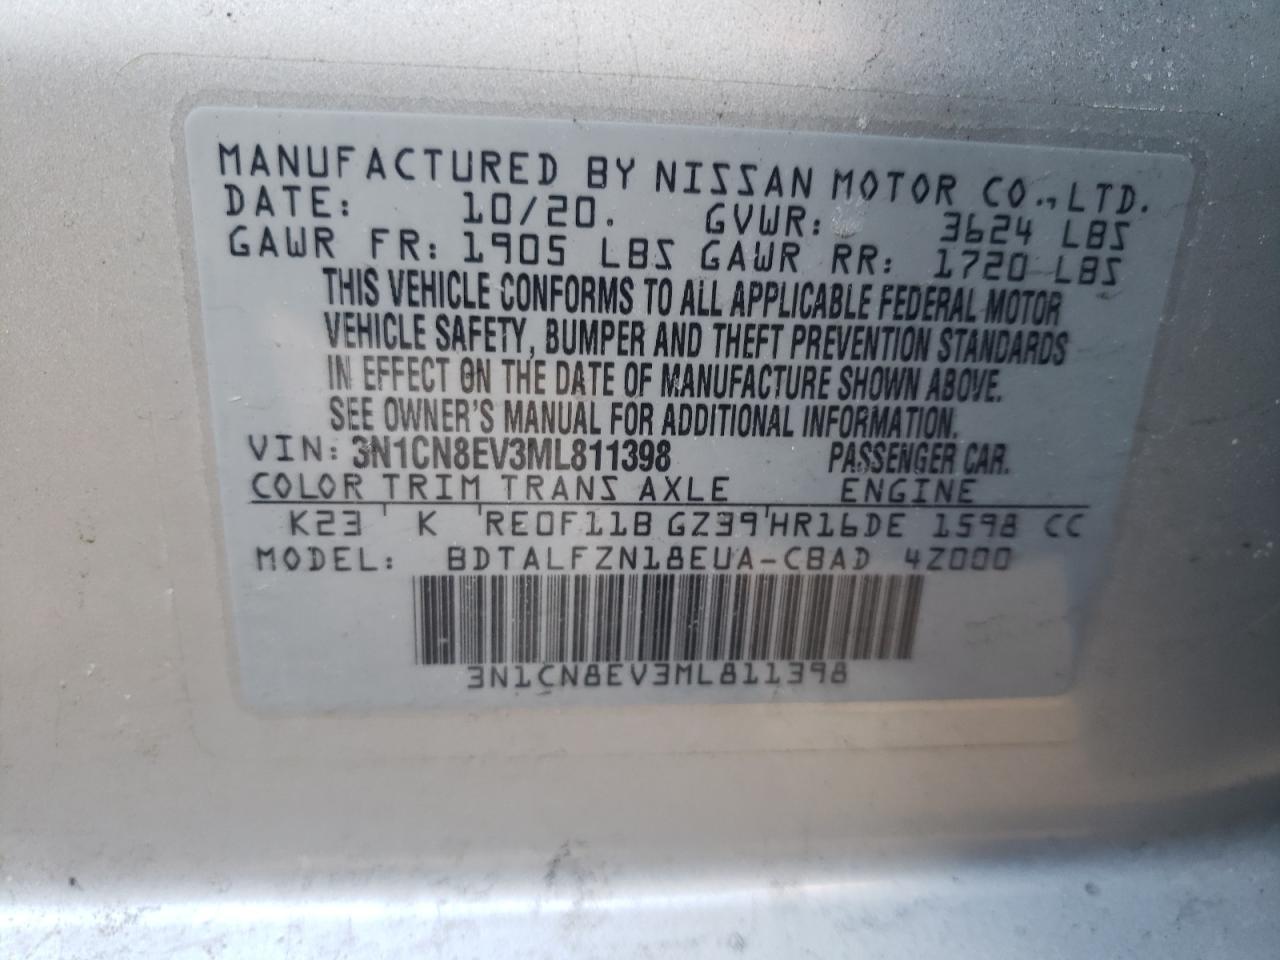 MANUFACTURED BY NISSAN MOTOR CO., LTD.
DATE: 10/20. GVWR: 3624 LBS
GAWR FR: 1905 LBS GAWR RR: 1720 LBS
THIS VEHICLE CONFORMS TO ALL APPLICABLE FEDERAL MOTOR
VEHICLE SAFETY, BUMPER AND THEFT PREVENTION STANDARDS
IN EFFECT ON THE DATE OF MANUFACTURE SHOWN ABOVE.
SEE OWNER'S MANUAL FOR ADDITIONAL INFORMATION.
VIN: 3N1CN8EV3ML811398 PASSENGER CAR.
COLOR TRIM TRANS AXLE ENGINE
K23 ' K ' RE0F11B GZ39 ' HR16DE 1598 CC
MODEL: BDTALFZN18EUA-CBAD 4Z000
3N1CN8EV3ML811398